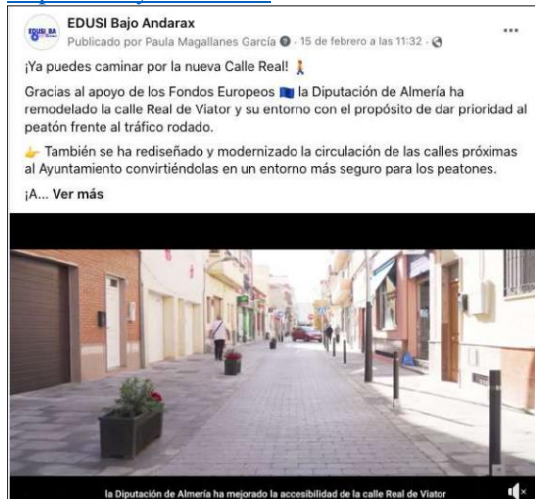 EDUSI Bajo Andarax
Publicado por Paula Magallanes García · 15 de febrero a las 11:32 ·
¡Ya puedes caminar por la nueva Calle Real!
Gracias al apoyo de los Fondos Europeos la Diputación de Almería ha
remodelado la calle Real de Viator y su entorno con el propósito de dar prioridad al
peatón frente al tráfico rodado.
También se ha rediseñado y modernizado la circulación de las calles próximas
al Ayuntamiento convirtiéndolas en un entorno más seguro para los peatones.
¡A... Ver más
la Diputación de Almería ha mejorado la accesibilidad de la calle Real de Viator